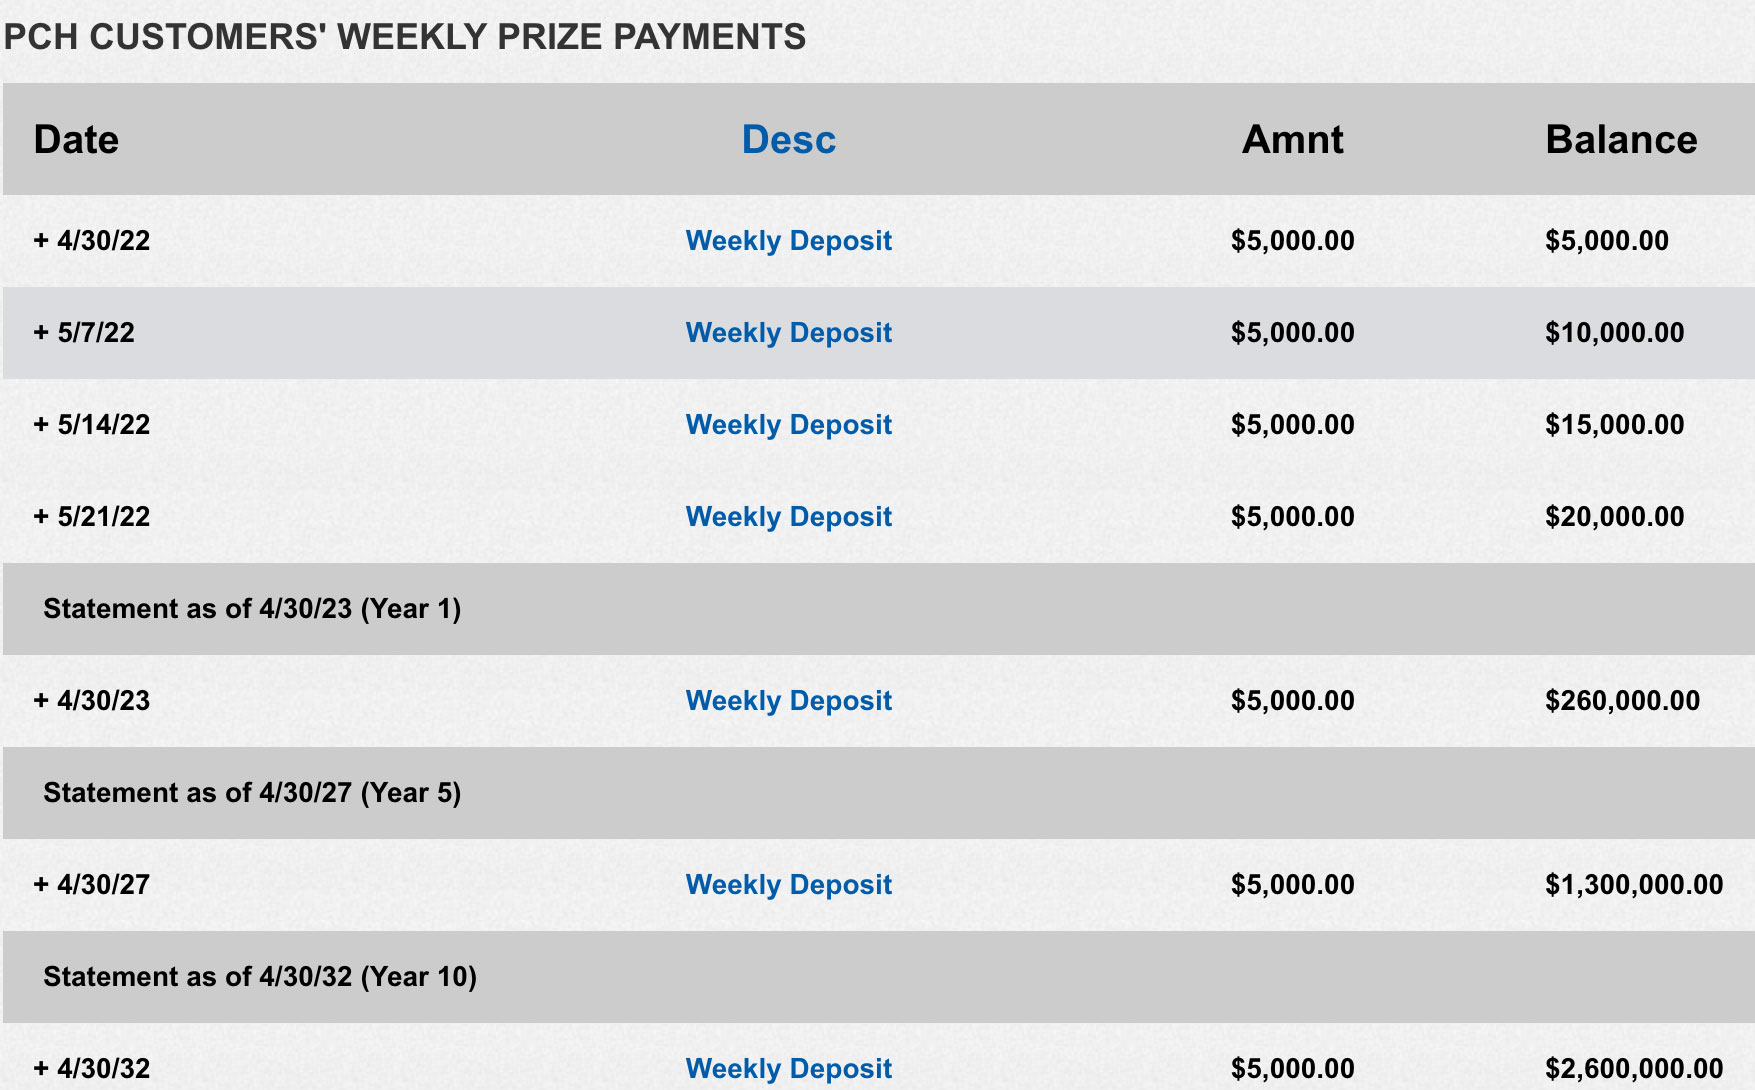 PCH CUSTOMERS' WEEKLY PRIZE PAYMENTS
Date Desc Amnt Balance
+ 4/30/22 Weekly Deposit $5,000.00 $5,000.00
+ 5/7/22 Weekly Deposit $5,000.00 $10,000.00
+ 5/14/22 Weekly Deposit $5,000.00 $15,000.00
+ 5/21/22 Weekly Deposit $5,000.00 $20,000.00
Statement as of 4/30/23 (Year 1)
+ 4/30/23 Weekly Deposit $5,000.00 $260,000.00
Statement as of 4/30/27 (Year 5)
+ 4/30/27 Weekly Deposit $5,000.00 $1,300,000.00
Statement as of 4/30/32 (Year 10)
+ 4/30/32 Weekly Deposit $5,000.00 $2,600,000.00